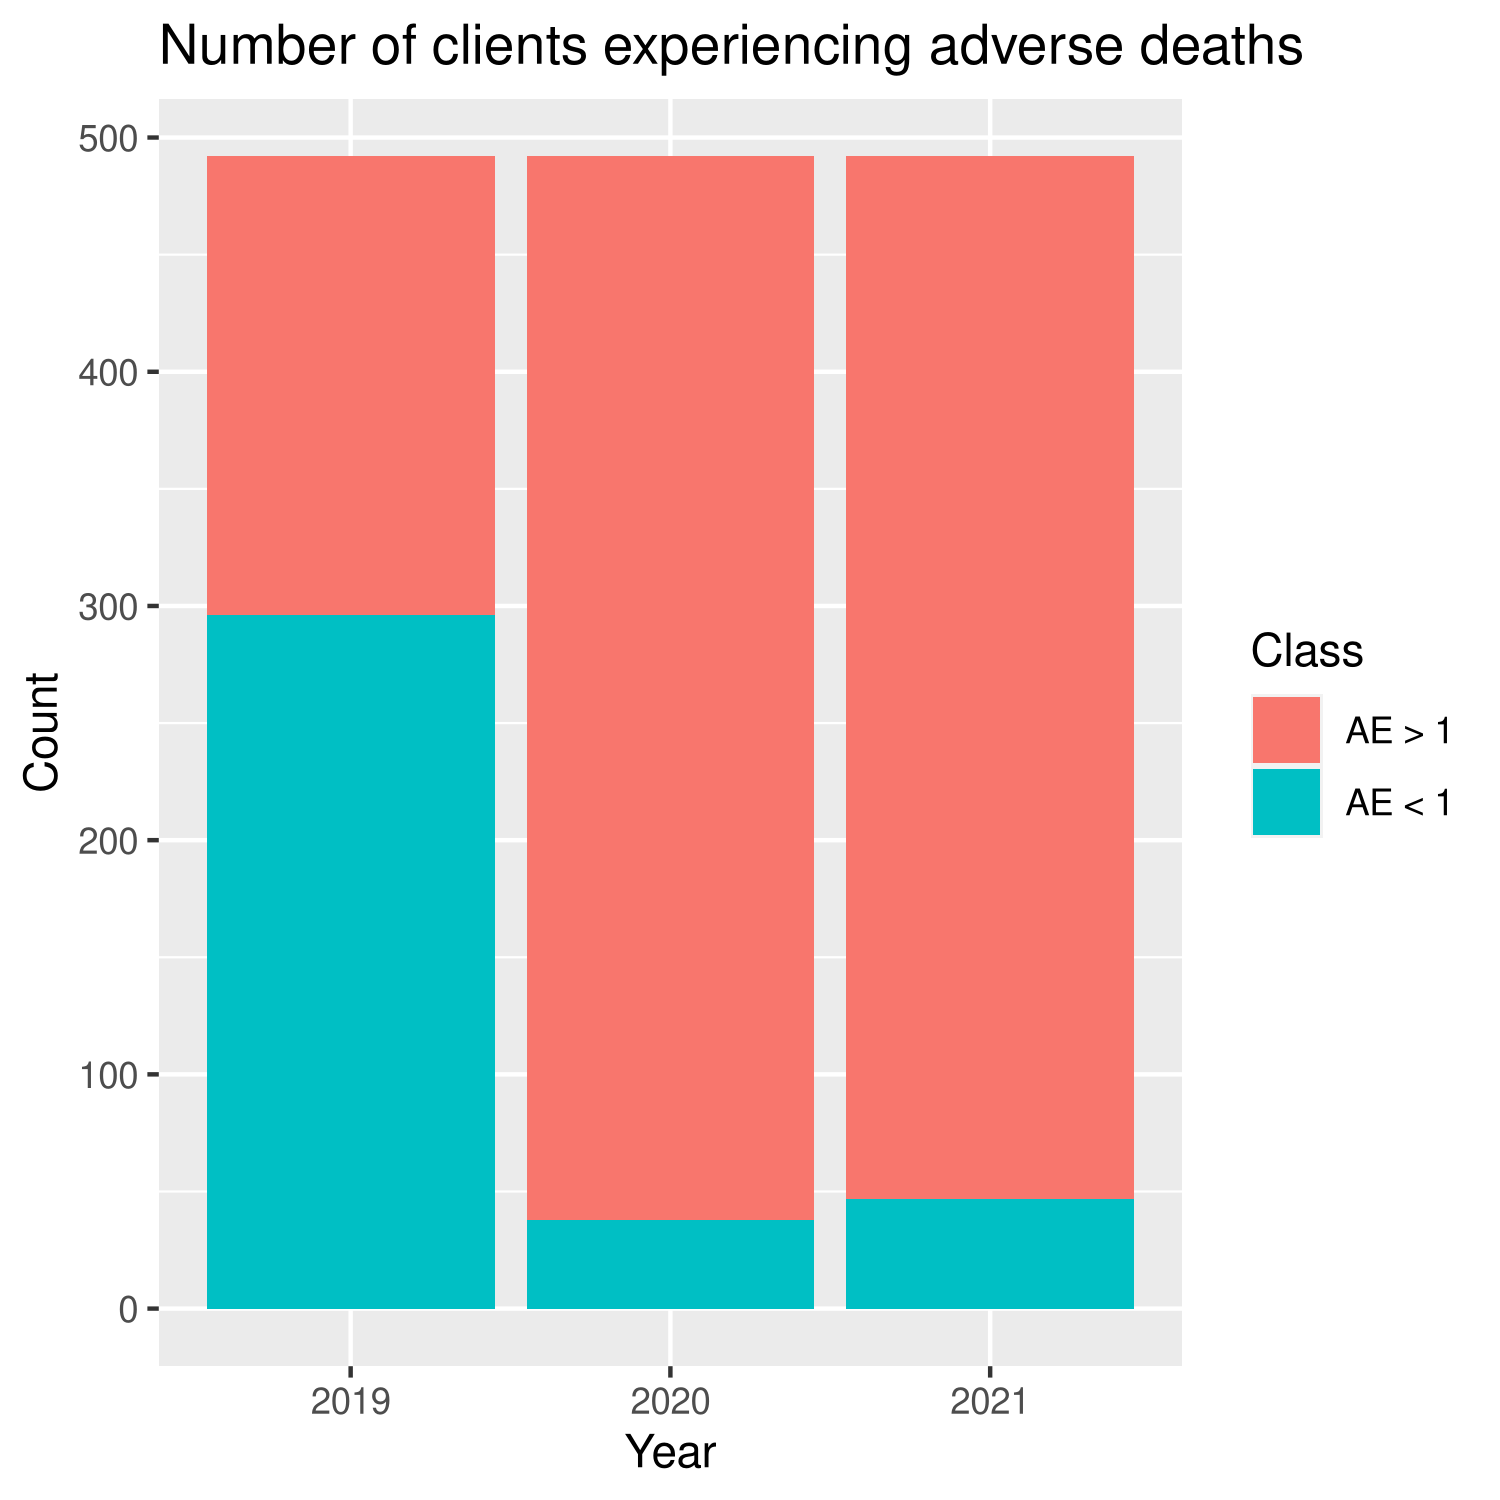 Number of clients experiencing adverse deaths
500
400
300
200
100
0
Count
2019 2020 2021
Year
Class
AE > 1
AE < 1